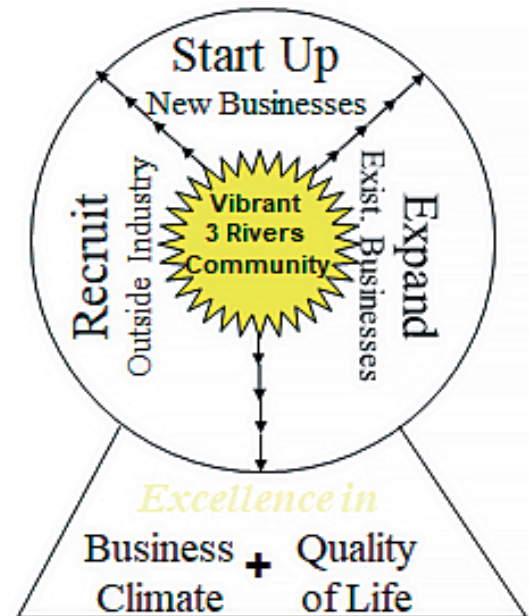 Start Up
New Businesses
Recruit
Outside Industry
Vibrant
3 Rivers
Community
Expand
Exist. Businesses
Excellence in
Business + Quality
Climate of Life